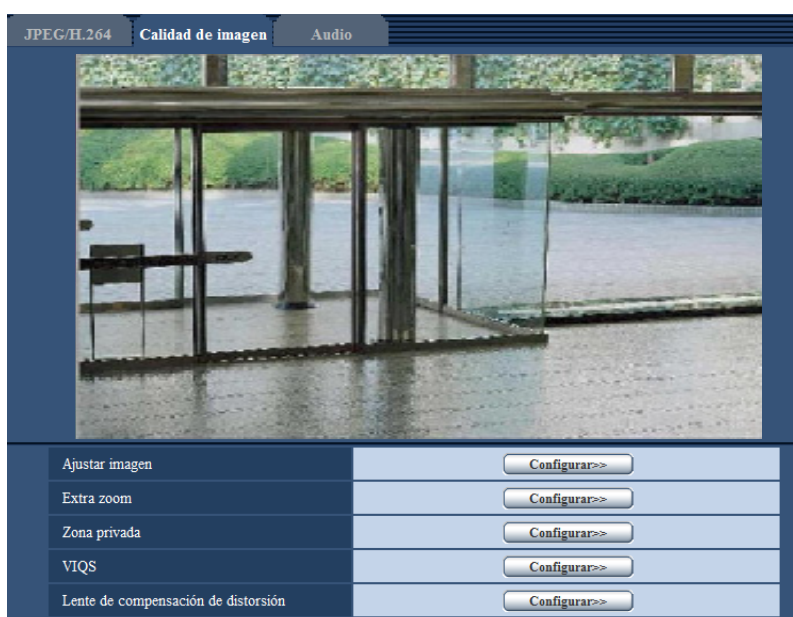 JPEG/H.264 Calidad de imagen Audio
Ajustar imagen Configurar>>
Extra zoom Configurar>>
Zona privada Configurar>>
VIQS Configurar>>
Lente de compensación de distorsión Configurar>>